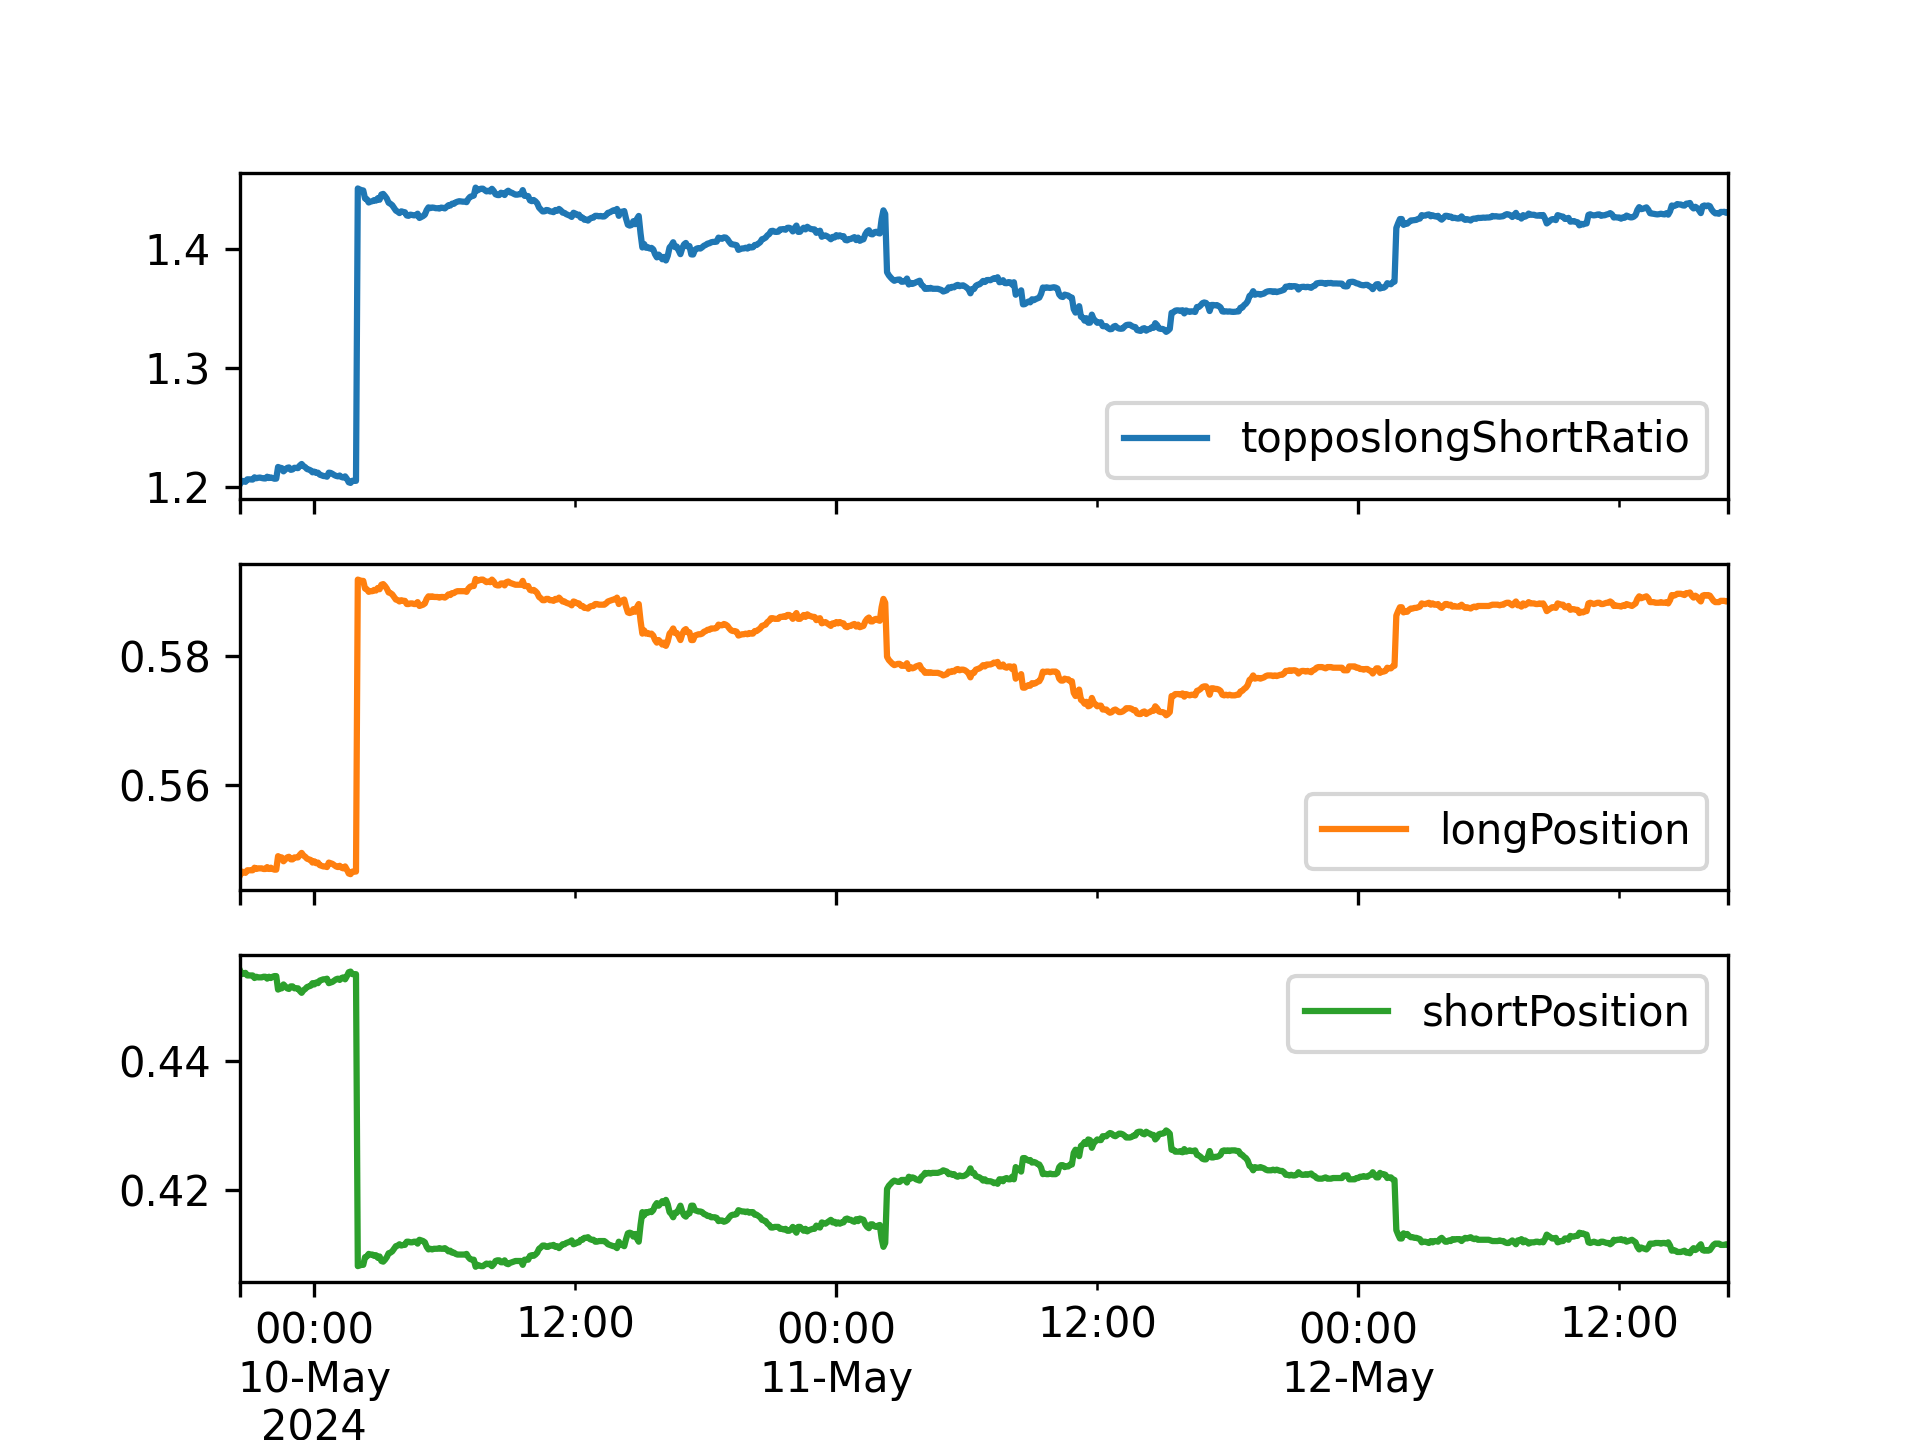 1.4
1.3
1.2
topposlongShortRatio
0.58
0.56
longPosition
0.44
0.42
shortPosition
00:00 12:00 00:00 12:00 00:00 12:00
10-May 11-May 12-May
2024